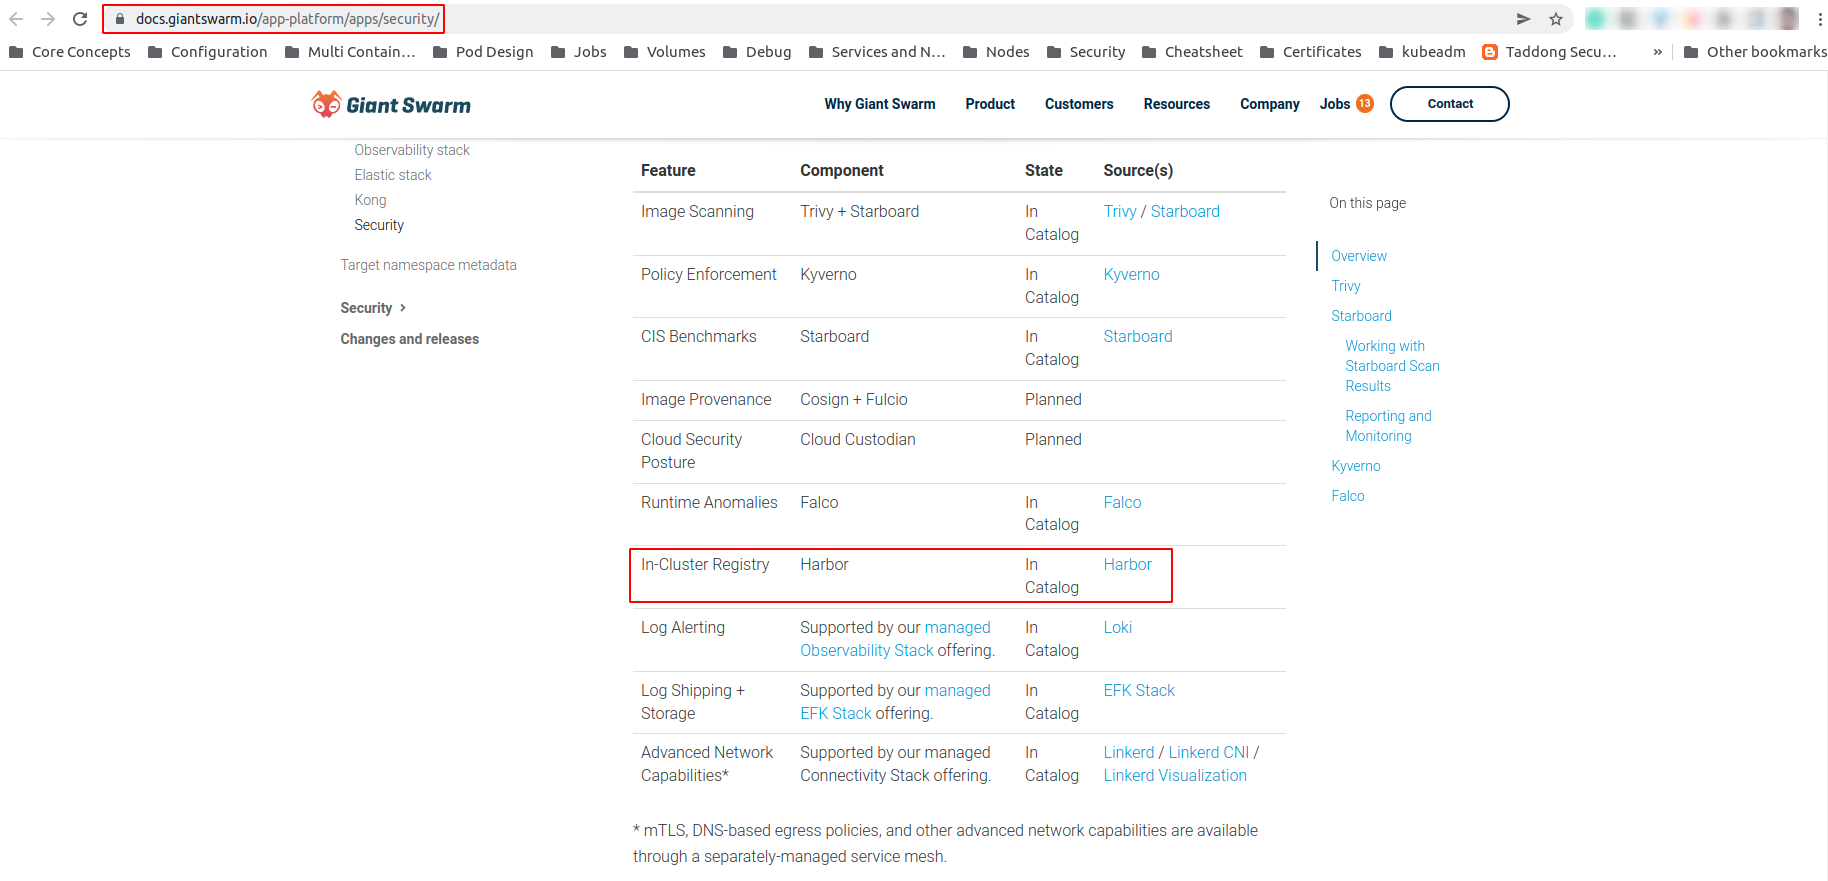 docs.giantswarm.io/app-platform/apps/security/
Core Concepts Configuration Multi Contain… Pod Design Jobs Volumes Debug Services and N… Nodes Security Cheatsheet Certificates kubeadm Taddong Secu… » Other bookmarks
Giant Swarm Why Giant Swarm Product Customers Resources Company Jobs 13 Contact
Observability stack
Elastic stack
Kong
Security
Target namespace metadata
Security
Changes and releases
Feature Component State Source(s)
Image Scanning Trivy + Starboard In Trivy / Starboard
Catalog
Policy Enforcement Kyverno In Kyverno
Catalog
CIS Benchmarks Starboard In Starboard
Catalog
Image Provenance Cosign + Fulcio Planned
Cloud Security Cloud Custodian Planned
Posture
Runtime Anomalies Falco In Falco
Catalog
In-Cluster Registry Harbor In Harbor
Catalog
Log Alerting Supported by our managed In Loki
Observability Stack offering. Catalog
Log Shipping + Supported by our managed In EFK Stack
Storage EFK Stack offering. Catalog
Advanced Network Supported by our managed In Linkerd / Linkerd CNI /
Capabilities* Connectivity Stack offering. Catalog Linkerd Visualization
* mTLS, DNS-based egress policies, and other advanced network capabilities are available
through a separately-managed service mesh.
On this page
Overview
Trivy
Starboard
Working with
Starboard Scan
Results
Reporting and
Monitoring
Kyverno
Falco